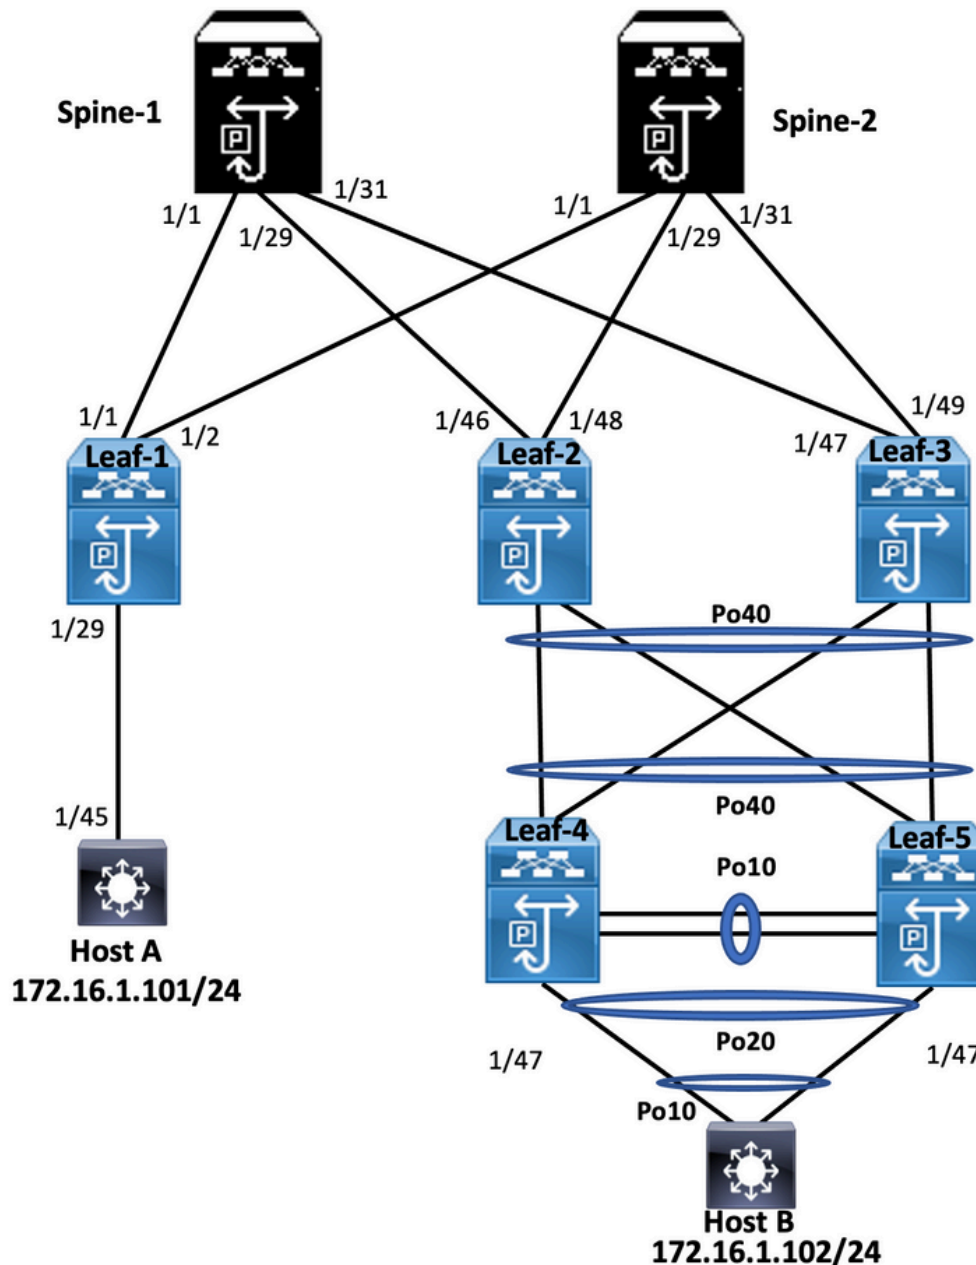 Spine-1
P
P
Spine-2
1/1
1/29
1/31
1/1
1/29
1/31
1/1
1/2
1/46
1/48
1/47
1/49
Leaf-1
Leaf-2
Leaf-3
P
P
P
1/29
Po40
1/45
Po40
Leaf-4
Leaf-5
Po10
P
P
Host A
172.16.1.101/24
Po20
1/47
1/47
Po10
Host B
172.16.1.102/24